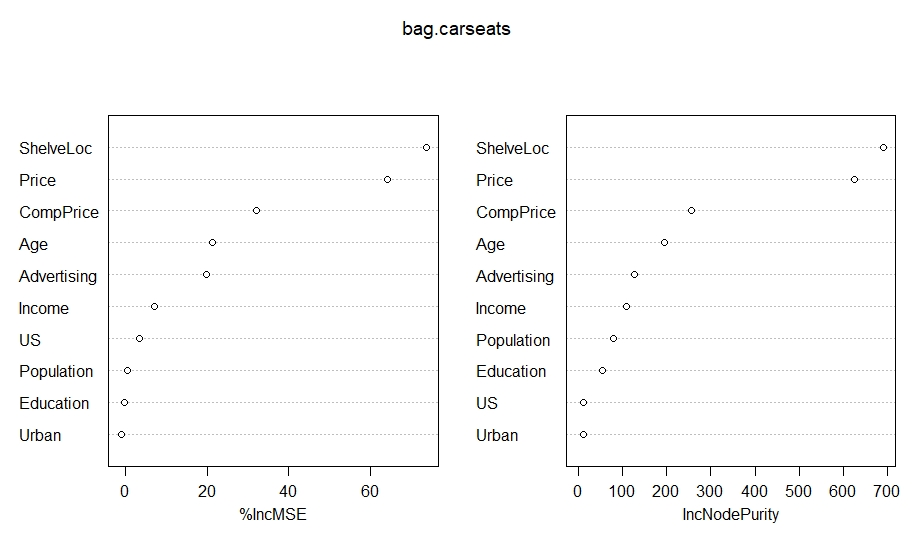 bag.carseats
ShelveLoc
Price
CompPrice
Age
Advertising
Income
US
Population
Education
Urban
0 20 40 60
%IncMSE
ShelveLoc
Price
CompPrice
Age
Advertising
Income
Population
Education
US
Urban
0 100 200 300 400 500 600 700
IncNodePurity